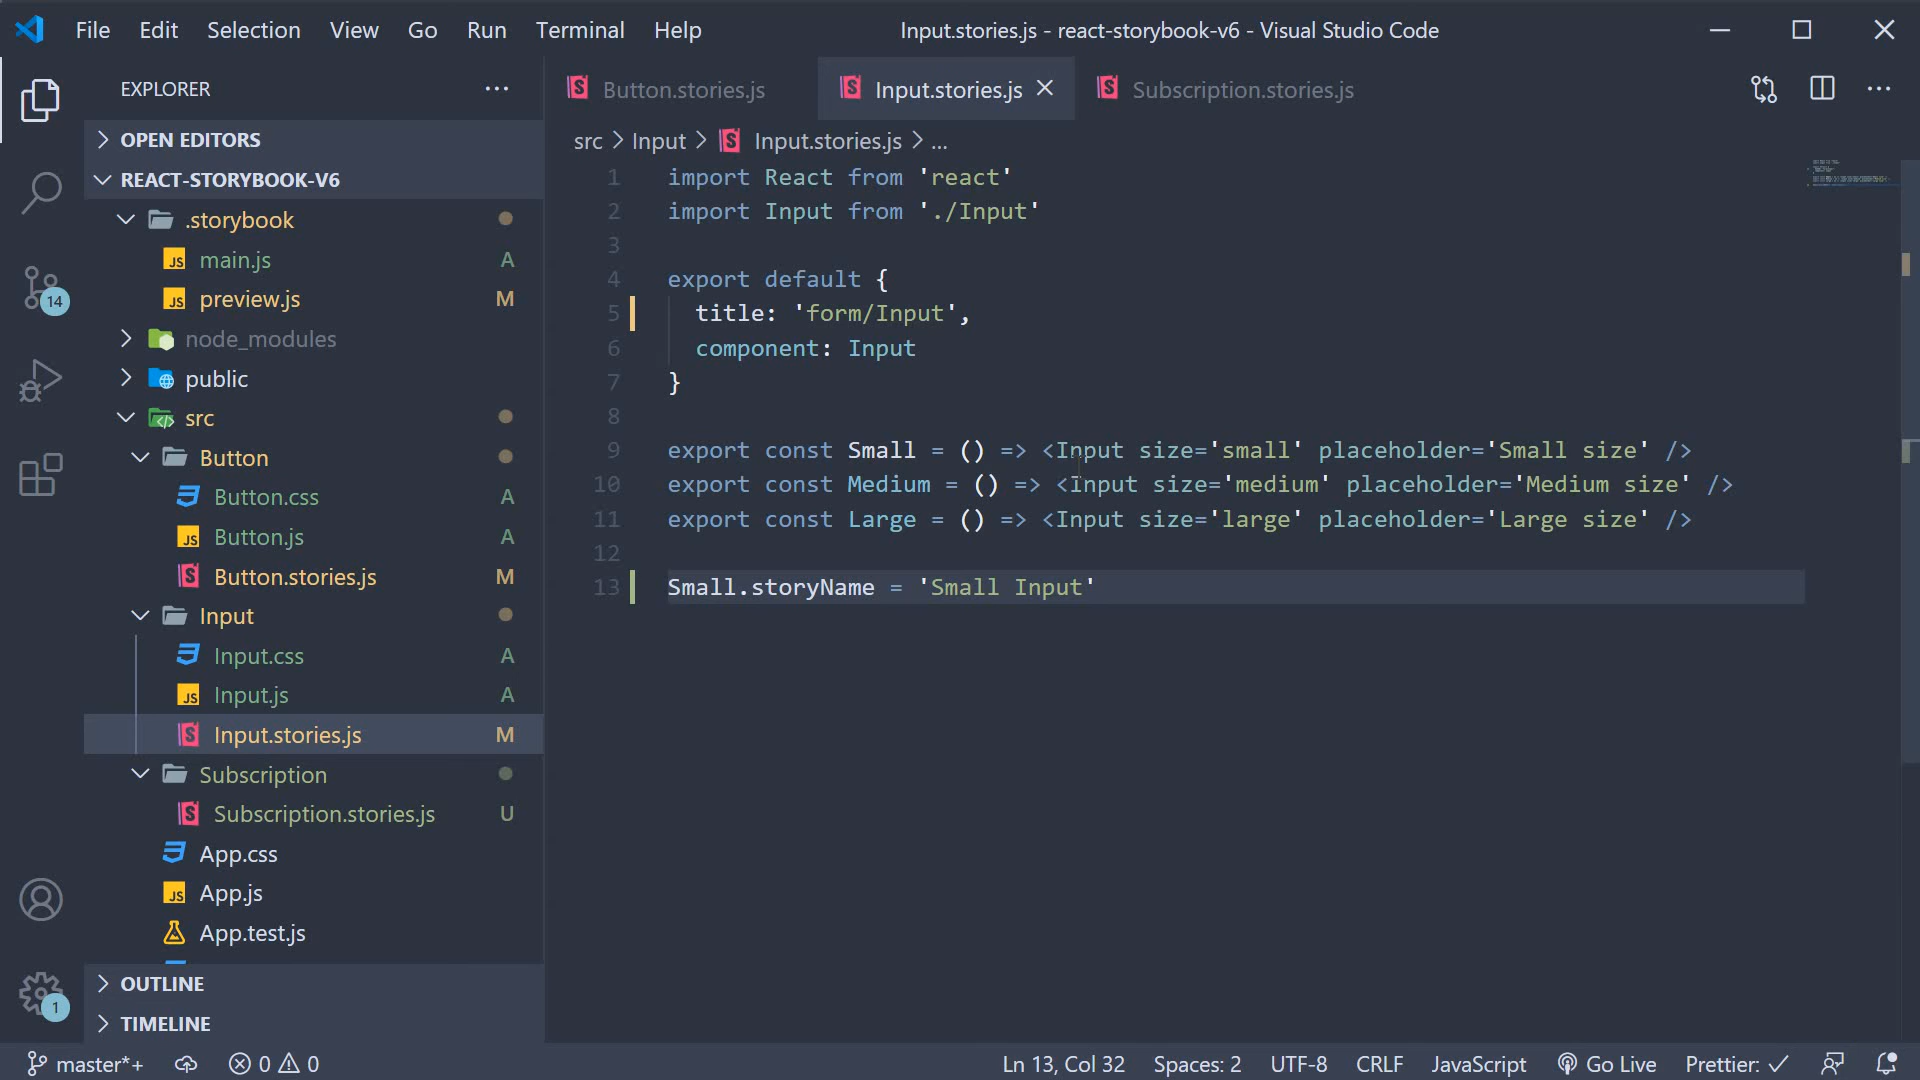 File Edit Selection View Go Run Terminal Help Input.stories.js - react-storybook-v6 - Visual Studio Code
EXPLORER
OPEN EDITORS
REACT-STORYBOOK-V6
.storybook
main.js A
preview.js M
node_modules
public
src
Button
Button.css A
Button.js A
Button.stories.js M
Input
Input.css A
Input.js A
Input.stories.js M
Subscription
Subscription.stories.js U
App.css
App.js
App.test.js
OUTLINE
TIMELINE
14
1
Button.stories.js Input.stories.js Subscription.stories.js
src > Input > Input.stories.js > ...
1 import React from 'react'
2 import Input from './Input'
3
4 export default {
5 title: 'form/Input',
6 component: Input
7 }
8
9 export const Small = () => <Input size='small' placeholder='Small size' />
10 export const Medium = () => <Input size='medium' placeholder='Medium size' />
11 export const Large = () => <Input size='large' placeholder='Large size' />
12
13 Small.storyName = 'Small Input'
master*+ 0 0 Ln 13, Col 32 Spaces: 2 UTF-8 CRLF JavaScript Go Live Prettier: ✓